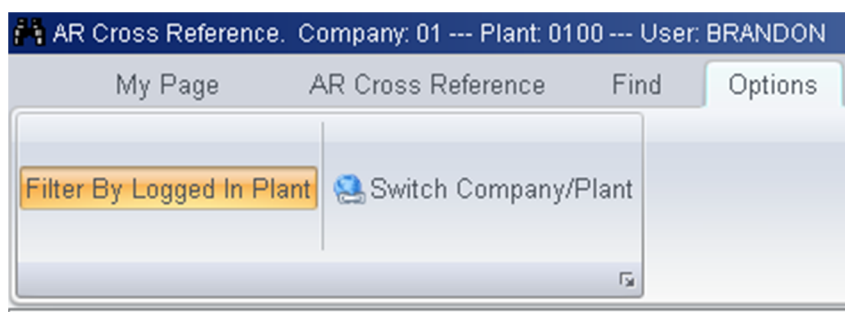 AR Cross Reference. Company: 01 --- Plant: 0100 --- User: BRANDON
My Page AR Cross Reference Find Options
Filter By Logged In Plant Switch Company/Plant